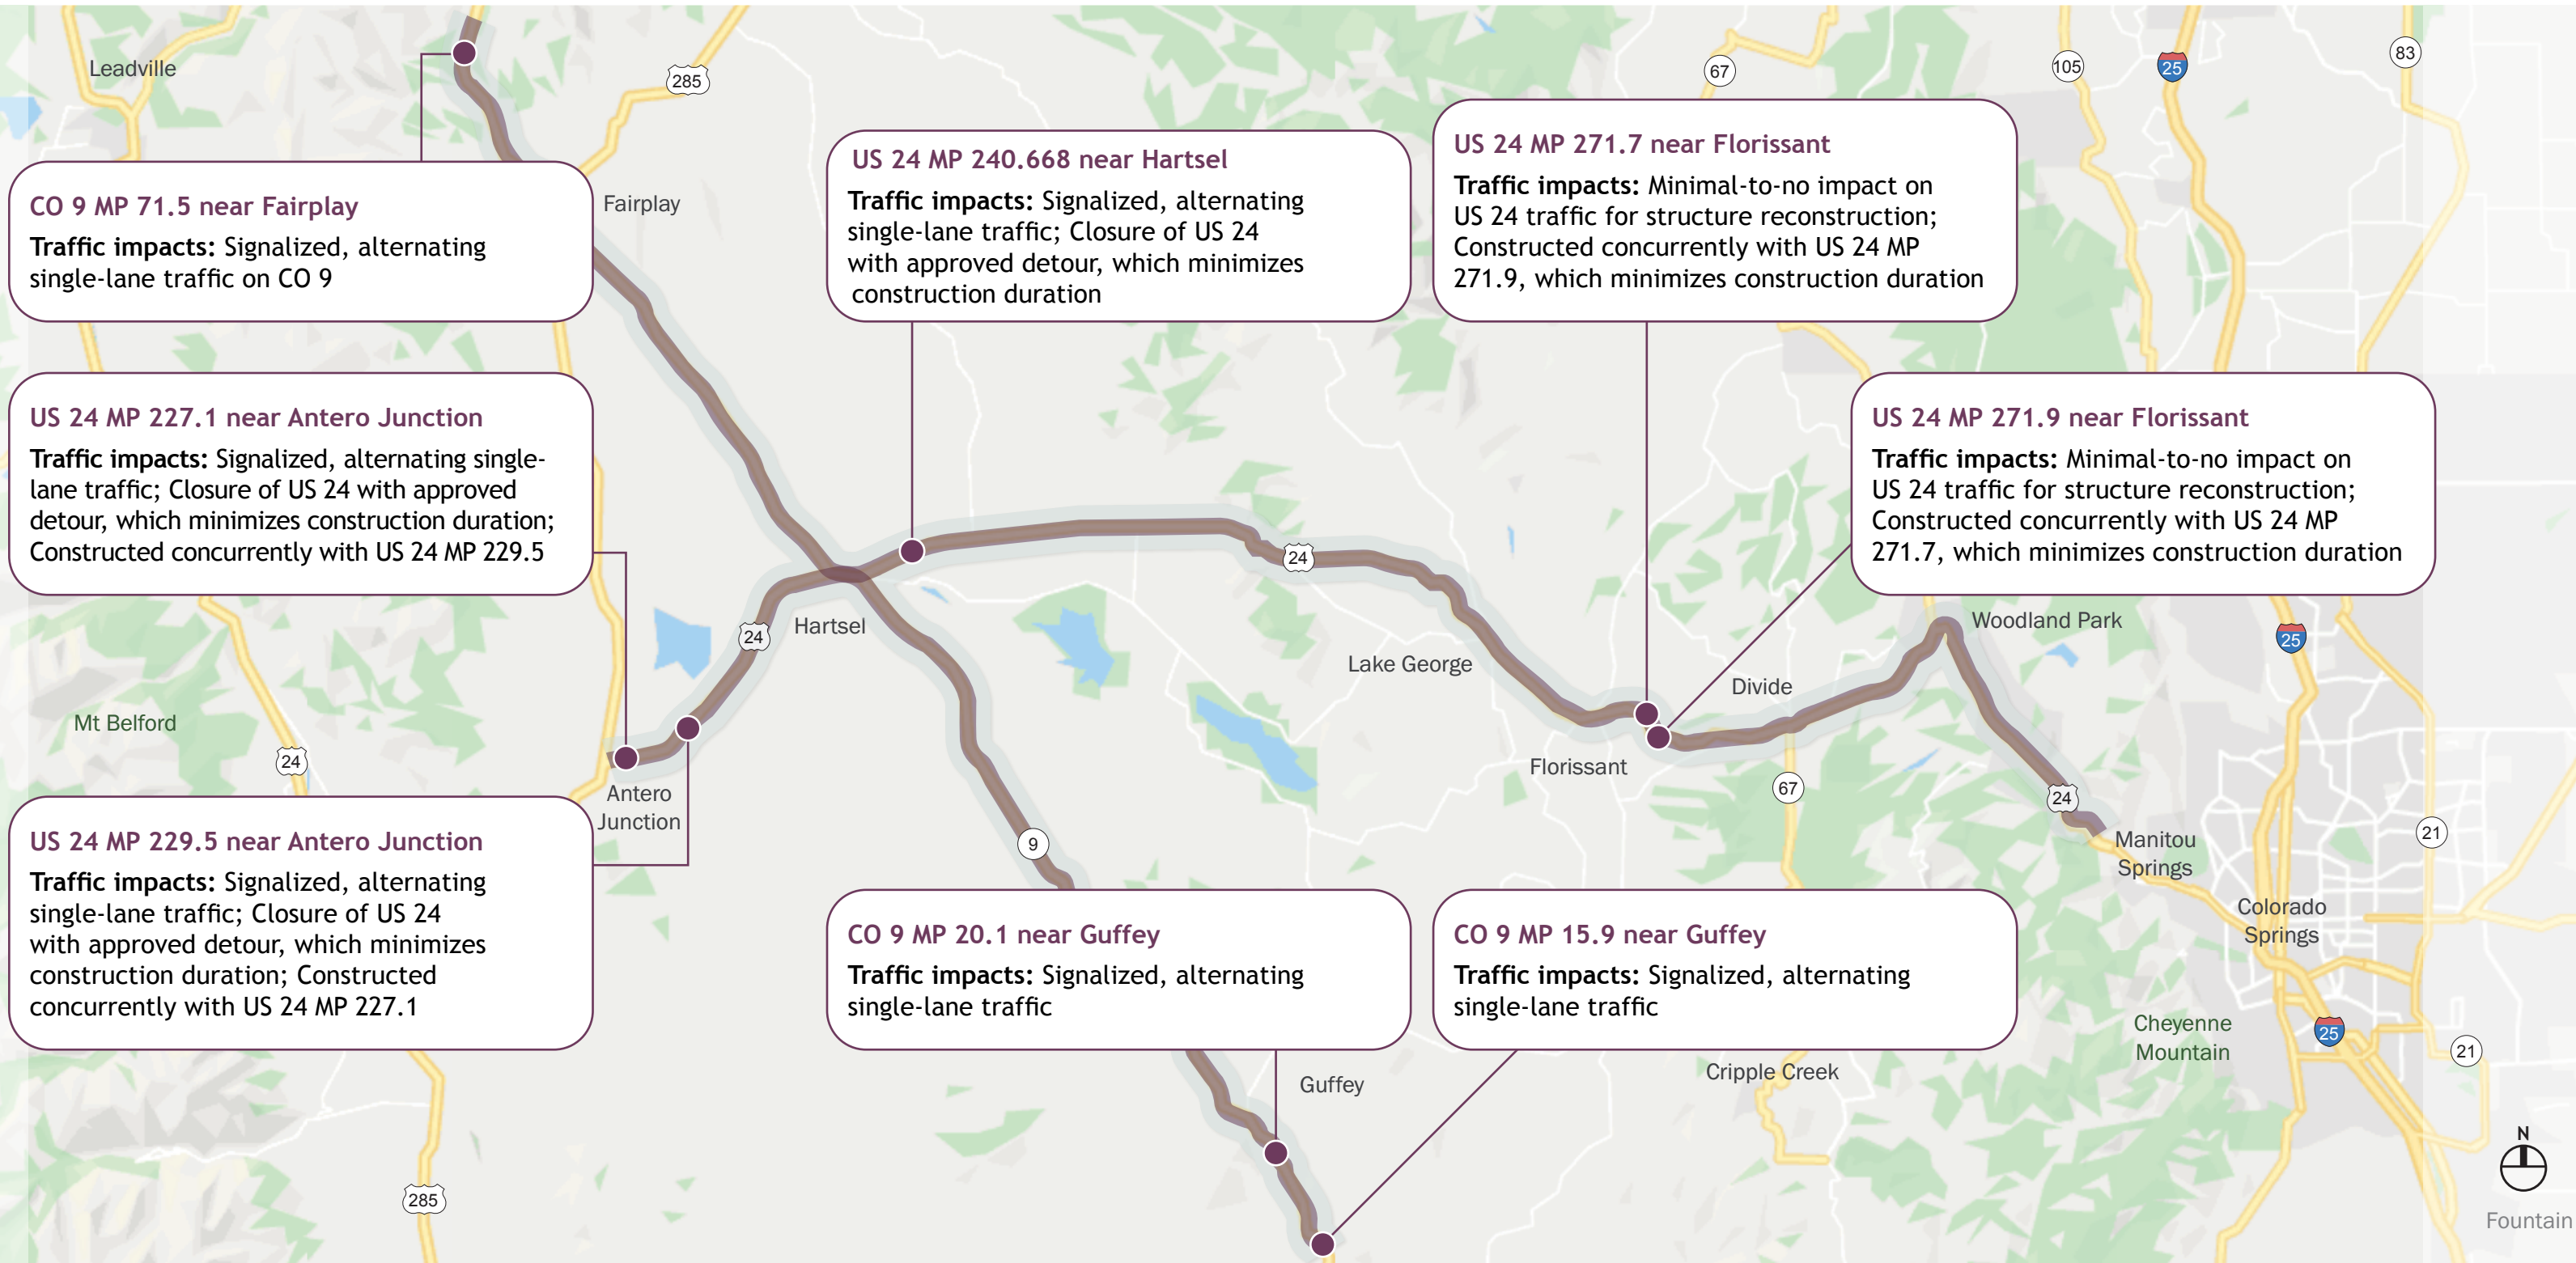 Leadville
285
67
105
25
83
CO 9 MP 71.5 near Fairplay
Traffic impacts: Signalized, alternating
single-lane traffic on CO 9
Fairplay
US 24 MP 240.668 near Hartsel
Traffic impacts: Signalized, alternating
single-lane traffic; Closure of US 24
with approved detour, which minimizes
construction duration
US 24 MP 271.7 near Florissant
Traffic impacts: Minimal-to-no impact on
US 24 traffic for structure reconstruction;
Constructed concurrently with US 24 MP
271.9, which minimizes construction duration
US 24 MP 227.1 near Antero Junction
Traffic impacts: Signalized, alternating single-
lane traffic; Closure of US 24 with approved
detour, which minimizes construction duration;
Constructed concurrently with US 24 MP 229.5
US 24 MP 271.9 near Florissant
Traffic impacts: Minimal-to-no impact on
US 24 traffic for structure reconstruction;
Constructed concurrently with US 24 MP
271.7, which minimizes construction duration
24
24
Hartsel
Woodland Park
25
Lake George
Divide
Mt Belford
24
Florissant
67
24
Antero
Junction
9
Manitou
Springs
21
US 24 MP 229.5 near Antero Junction
Traffic impacts: Signalized, alternating
single-lane traffic; Closure of US 24
with approved detour, which minimizes
construction duration; Constructed
concurrently with US 24 MP 227.1
CO 9 MP 20.1 near Guffey
Traffic impacts: Signalized, alternating
single-lane traffic
CO 9 MP 15.9 near Guffey
Traffic impacts: Signalized, alternating
single-lane traffic
Colorado
Springs
Cheyenne
Mountain
25
21
Guffey
Cripple Creek
285
N
Fountain